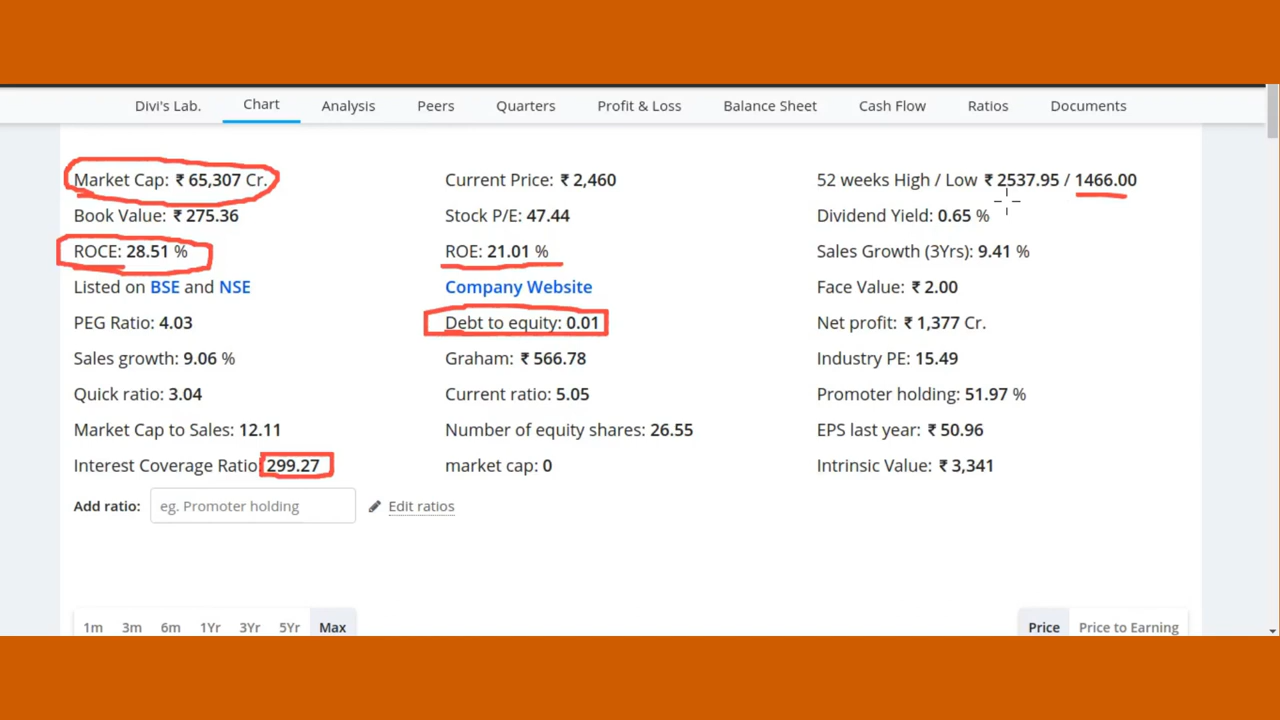 Divi's Lab. Chart Analysis Peers Quarters Profit & Loss Balance Sheet Cash Flow Ratios Documents
Market Cap: ₹ 65,307 Cr. Current Price: ₹ 2,460 52 weeks High / Low ₹ 2537.95 / 1466.00
Book Value: ₹ 275.36 Stock P/E: 47.44 Dividend Yield: 0.65 %
ROCE: 28.51 % ROE: 21.01 % Sales Growth (3Yrs): 9.41 %
Listed on BSE and NSE Company Website Face Value: ₹ 2.00
PEG Ratio: 4.03 Debt to equity: 0.01 Net profit: ₹ 1,377 Cr.
Sales growth: 9.06 % Graham: ₹ 566.78 Industry PE: 15.49
Quick ratio: 3.04 Current ratio: 5.05 Promoter holding: 51.97 %
Market Cap to Sales: 12.11 Number of equity shares: 26.55 EPS last year: ₹ 50.96
Interest Coverage Ratio: 299.27 market cap: 0 Intrinsic Value: ₹ 3,341
Add ratio: eg. Promoter holding Edit ratios
1m 3m 6m 1Yr 3Yr 5Yr Max Price Price to Earning